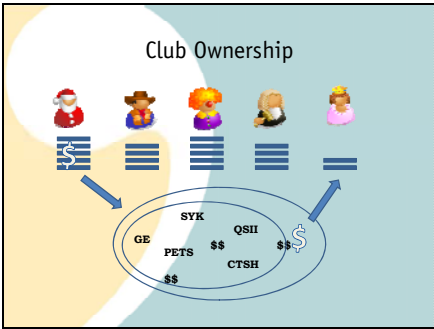 Club Ownership
$
SYK
QSII
GE
$$
$$
$
PETS
CTSH
$$